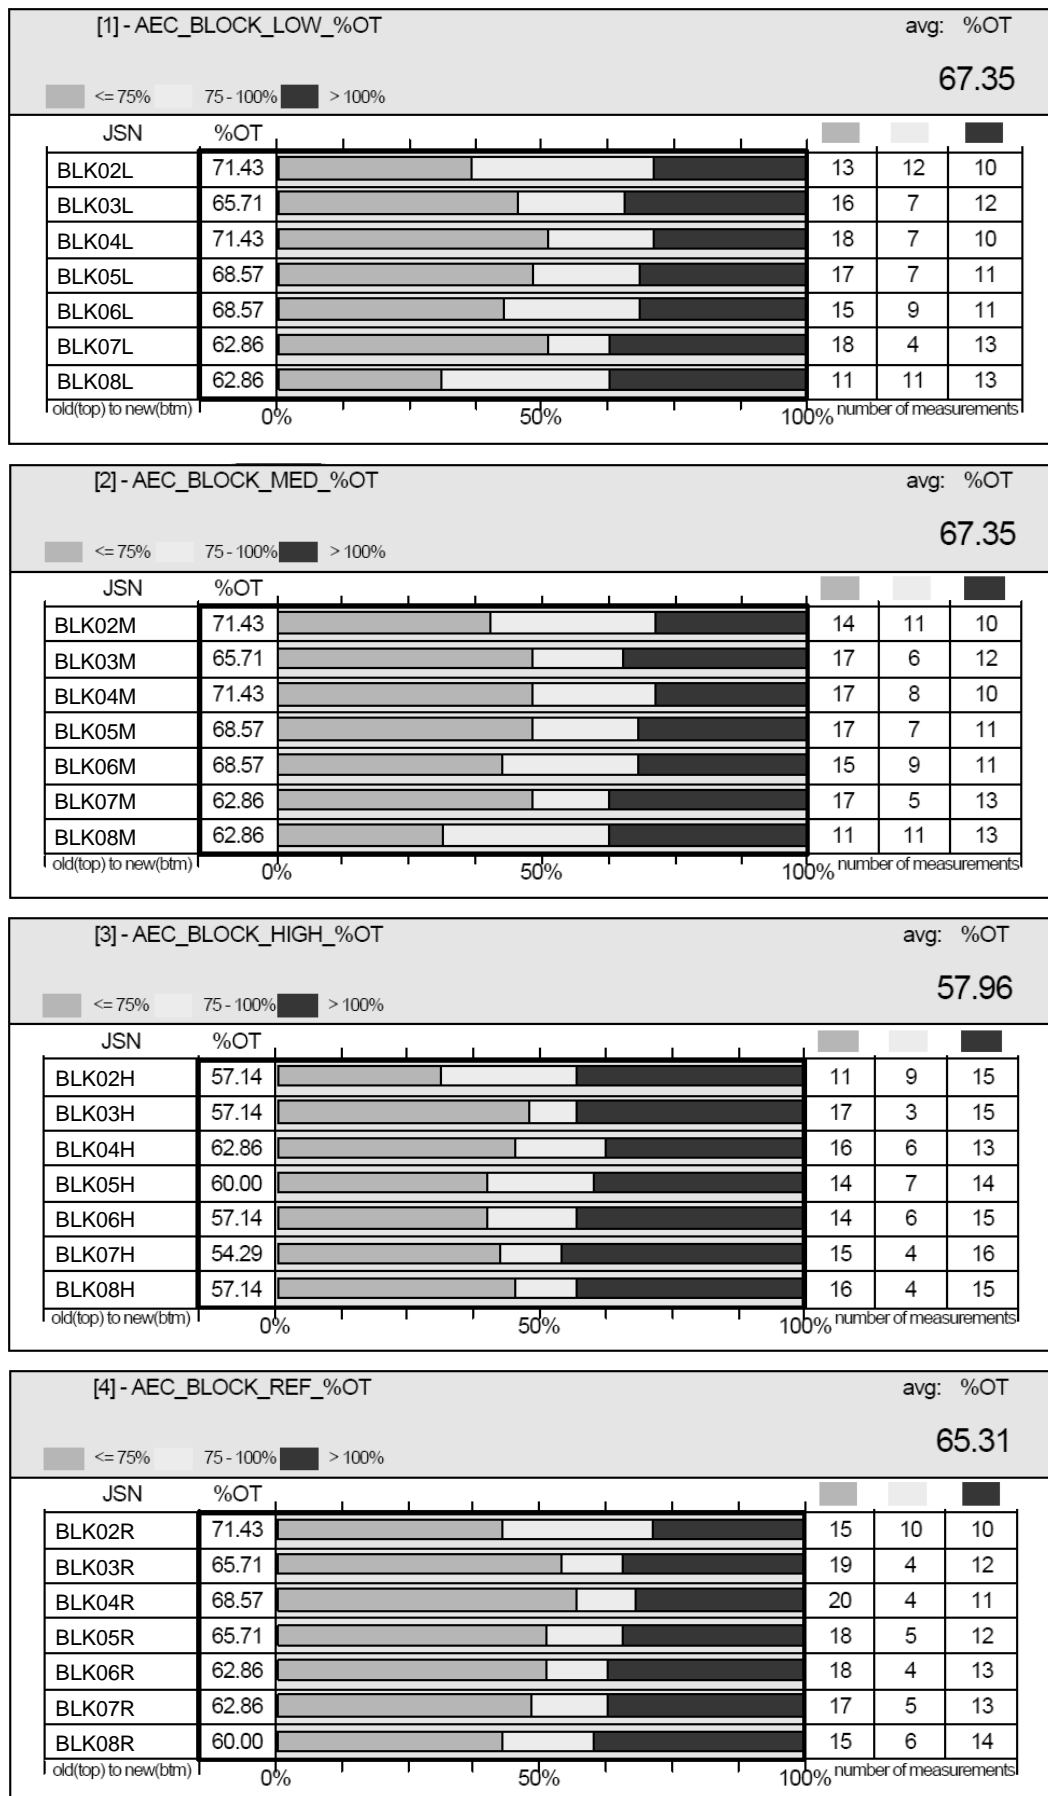 [1] - AEC_BLOCK_LOW_%OT avg: %OT
67.35
<= 75% 75 - 100% > 100%
JSN %OT
BLK02L 71.43 13 12 10
BLK03L 65.71 16 7 12
BLK04L 71.43 18 7 10
BLK05L 68.57 17 7 11
BLK06L 68.57 15 9 11
BLK07L 62.86 18 4 13
BLK08L 62.86 11 11 13
old(top) to new(btm) 0% 50% 100% number of measurements
[2] - AEC_BLOCK_MED_%OT avg: %OT
67.35
<= 75% 75 - 100% > 100%
JSN %OT
BLK02M 71.43 14 11 10
BLK03M 65.71 17 6 12
BLK04M 71.43 17 8 10
BLK05M 68.57 17 7 11
BLK06M 68.57 15 9 11
BLK07M 62.86 17 5 13
BLK08M 62.86 11 11 13
old(top) to new(btm) 0% 50% 100% number of measurements
[3] - AEC_BLOCK_HIGH_%OT avg: %OT
57.96
<= 75% 75 - 100% > 100%
JSN %OT
BLK02H 57.14 11 9 15
BLK03H 57.14 17 3 15
BLK04H 62.86 16 6 13
BLK05H 60.00 14 7 14
BLK06H 57.14 14 6 15
BLK07H 54.29 15 4 16
BLK08H 57.14 16 4 15
old(top) to new(btm) 0% 50% 100% number of measurements
[4] - AEC_BLOCK_REF_%OT avg: %OT
65.31
<= 75% 75 - 100% > 100%
JSN %OT
BLK02R 71.43 15 10 10
BLK03R 65.71 19 4 12
BLK04R 68.57 20 4 11
BLK05R 65.71 18 5 12
BLK06R 62.86 18 4 13
BLK07R 62.86 17 5 13
BLK08R 60.00 15 6 14
old(top) to new(btm) 0% 50% 100% number of measurements